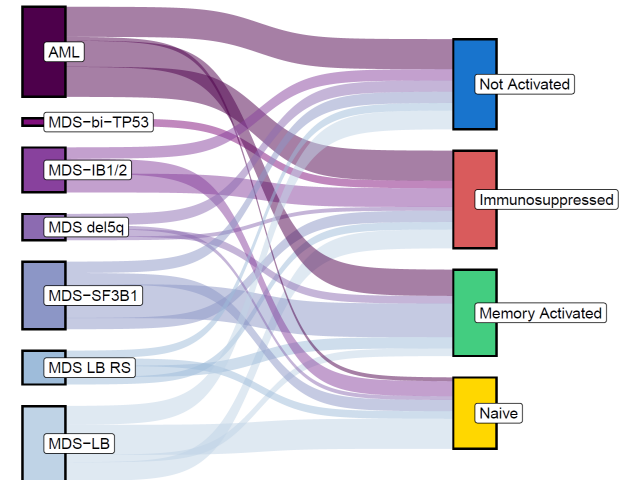 AML
MDS−bi−TP53
MDS−IB1/2
MDS del5q
MDS−SF3B1
MDS LB RS
MDS−LB
Not Activated
Immunosuppressed
Memory Activated
Naive